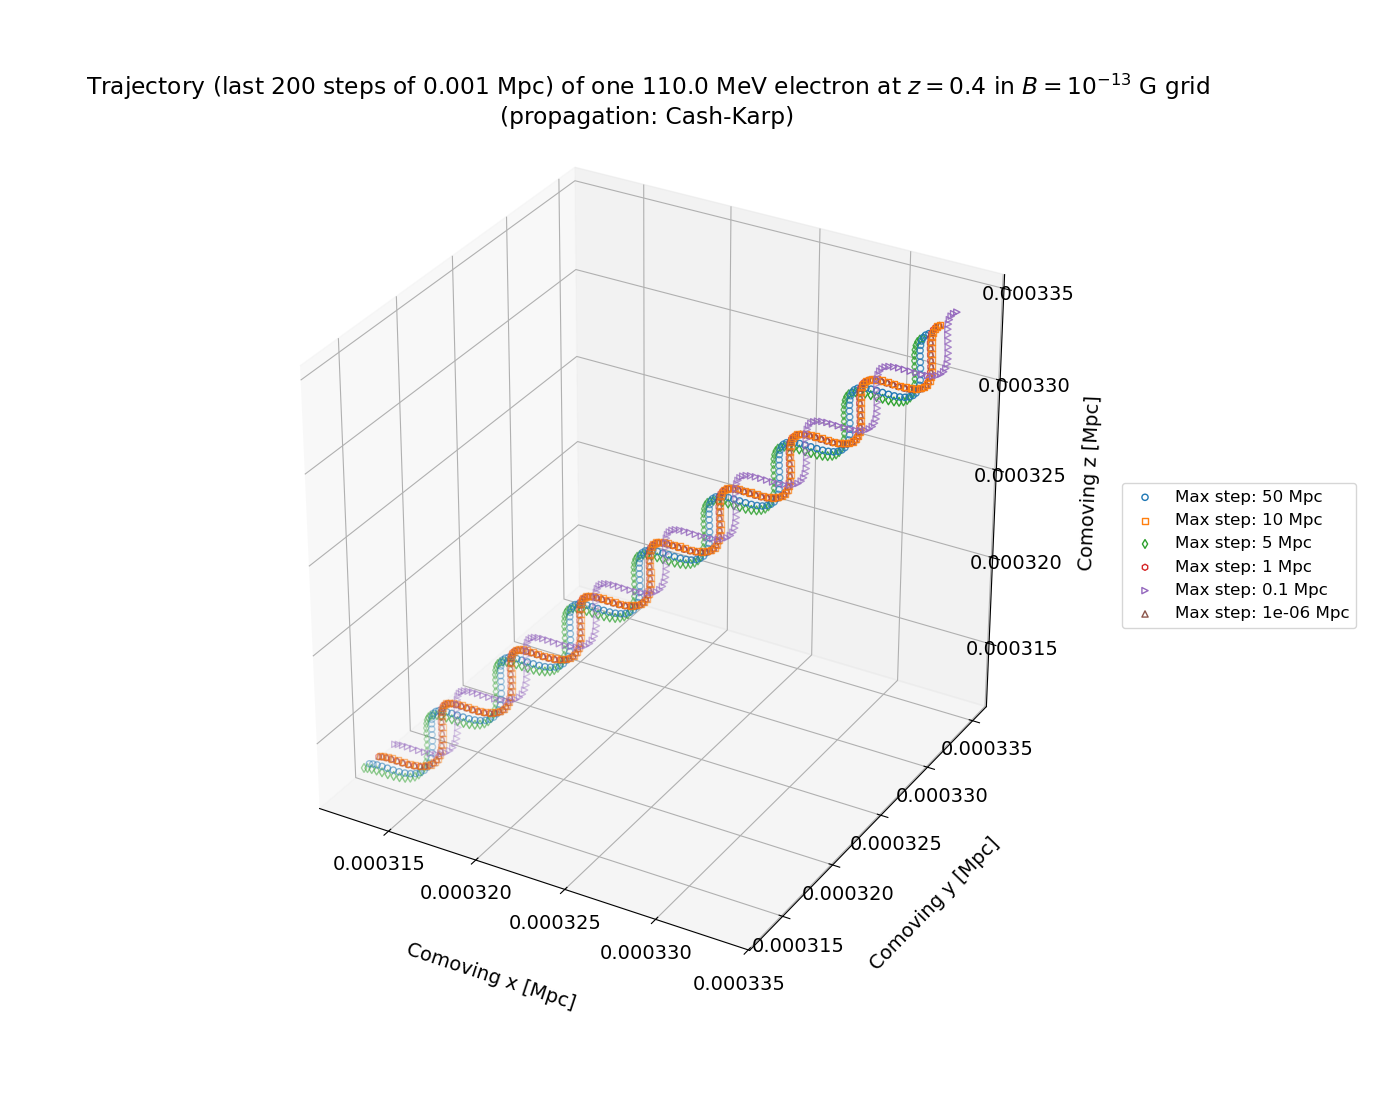 Trajectory (last 200 steps of 0.001 Mpc) of one 110.0 MeV electron at z = 0.4 in B = 10⁻¹³ G grid
(propagation: Cash-Karp)
0.000335
0.000330
0.000325
0.000320
0.000315
Comoving z [Mpc]
Max step: 50 Mpc
Max step: 10 Mpc
Max step: 5 Mpc
Max step: 1 Mpc
Max step: 0.1 Mpc
Max step: 1e-06 Mpc
0.000335
0.000330
0.000325
0.000320
0.000315
Comoving y [Mpc]
0.000315
0.000320
0.000325
0.000330
0.000335
Comoving x [Mpc]